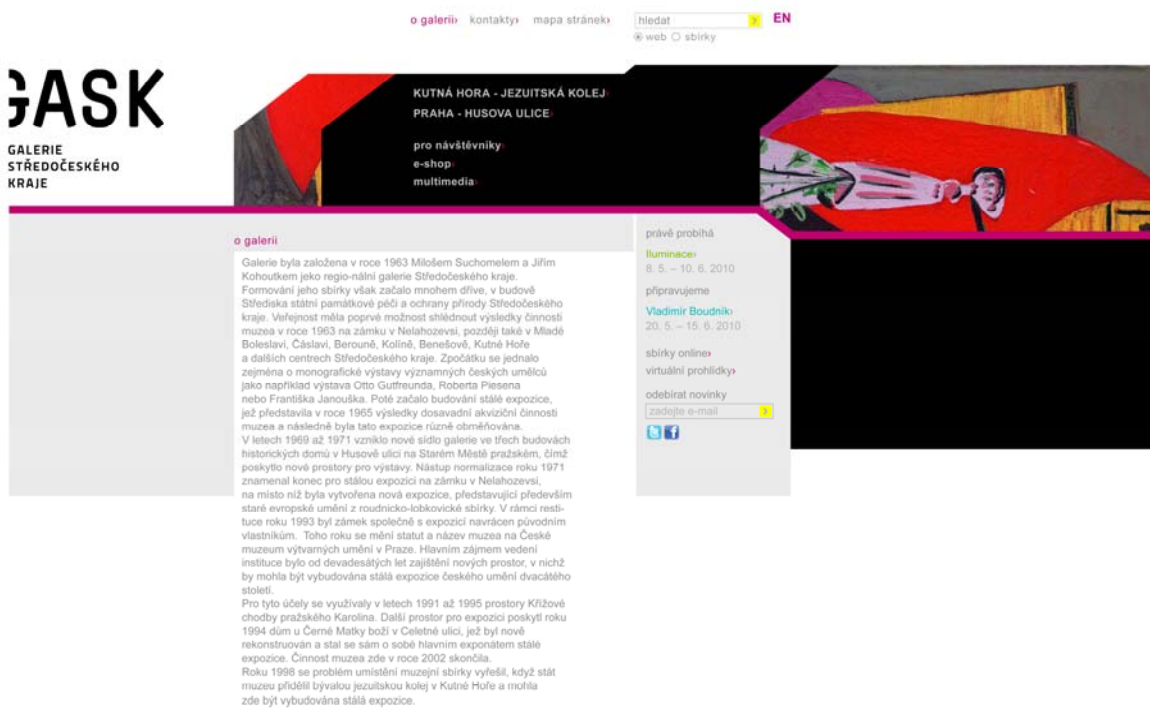 o galerii› kontakty› mapa stránek› hledat › EN
web sbírky
GASK
GALERIE
STŘEDOČESKÉHO
KRAJE
KUTNÁ HORA - JEZUITSKÁ KOLEJ›
PRAHA - HUSOVA ULICE›
pro návštěvníky›
e-shop›
multimedia›
o galerii
Galerie byla založena v roce 1963 Milošem Suchomelem a Jiřím
Kohoutkem jeko regio-nální galerie Středočeského kraje.
Formování jeho sbírky však začalo mnohem dříve, v budově
Střediska státní památkové péči a ochrany přírody Středočeského
kraje. Veřejnost měla poprvé možnost shlédnout výsledky činnosti
muzea v roce 1963 na zámku v Nelahozevsi, později také v Mladé
Boleslavi, Čáslavi, Berouně, Kolíně, Benešově, Kutné Hoře
a dalších centrech Středočeského kraje. Zpočátku se jednalo
zejména o monografické výstavy významných českých umělců
jako například výstava Otto Gutfreunda, Roberta Piesena
nebo Františka Janouška. Poté začalo budování stálé expozice,
jež představila v roce 1965 výsledky dosavadní akviziční činnosti
muzea a následně byla tato expozice různě obměňována.
V letech 1969 až 1971 vzniklo nové sídlo galerie ve třech budovách
historických domů v Husově ulici na Starém Městě pražském, čímž
poskytlo nové prostory pro výstavy. Nástup normalizace roku 1971
znamenal konec pro stálou expozici na zámku v Nelahozevsi,
na místo níž byla vytvořena nová expozice, představující především
staré evropské umění z roudnicko-lobkovické sbírky. V rámci resti-
tuce roku 1993 byl zámek společně s expozicí navrácen původním
vlastníkům. Toho roku se mění statut a název muzea na České
muzeum výtvarných umění v Praze. Hlavním zájmem vedení
instituce bylo od devadesátých let zajištění nových prostor, v nichž
by mohla být vybudována stálá expozice českého umění dvacátého
století.
Pro tyto účely se využívaly v letech 1991 až 1995 prostory Křížové
chodby pražského Karolina. Další prostor pro expozici poskytl roku
1994 dům u Černé Matky boží v Celetné ulici, jež byl nově
rekonstruován a stal se sám o sobě hlavním exponátem stálé
expozice. Činnost muzea zde v roce 2002 skončila.
Roku 1998 se problém umístění muzejní sbírky vyřešil, když stát
muzeu přidělil bývalou jezuitskou kolej v Kutné Hoře a mohla
zde být vybudována stálá expozice.
právě probíhá
Iluminace›
8. 5. – 10. 6. 2010
připravujeme
Vladimír Boudník›
20. 5. – 15. 6. 2010
sbírky online›
virtuální prohlídky›
odebírat novinky
zadejte e-mail ›